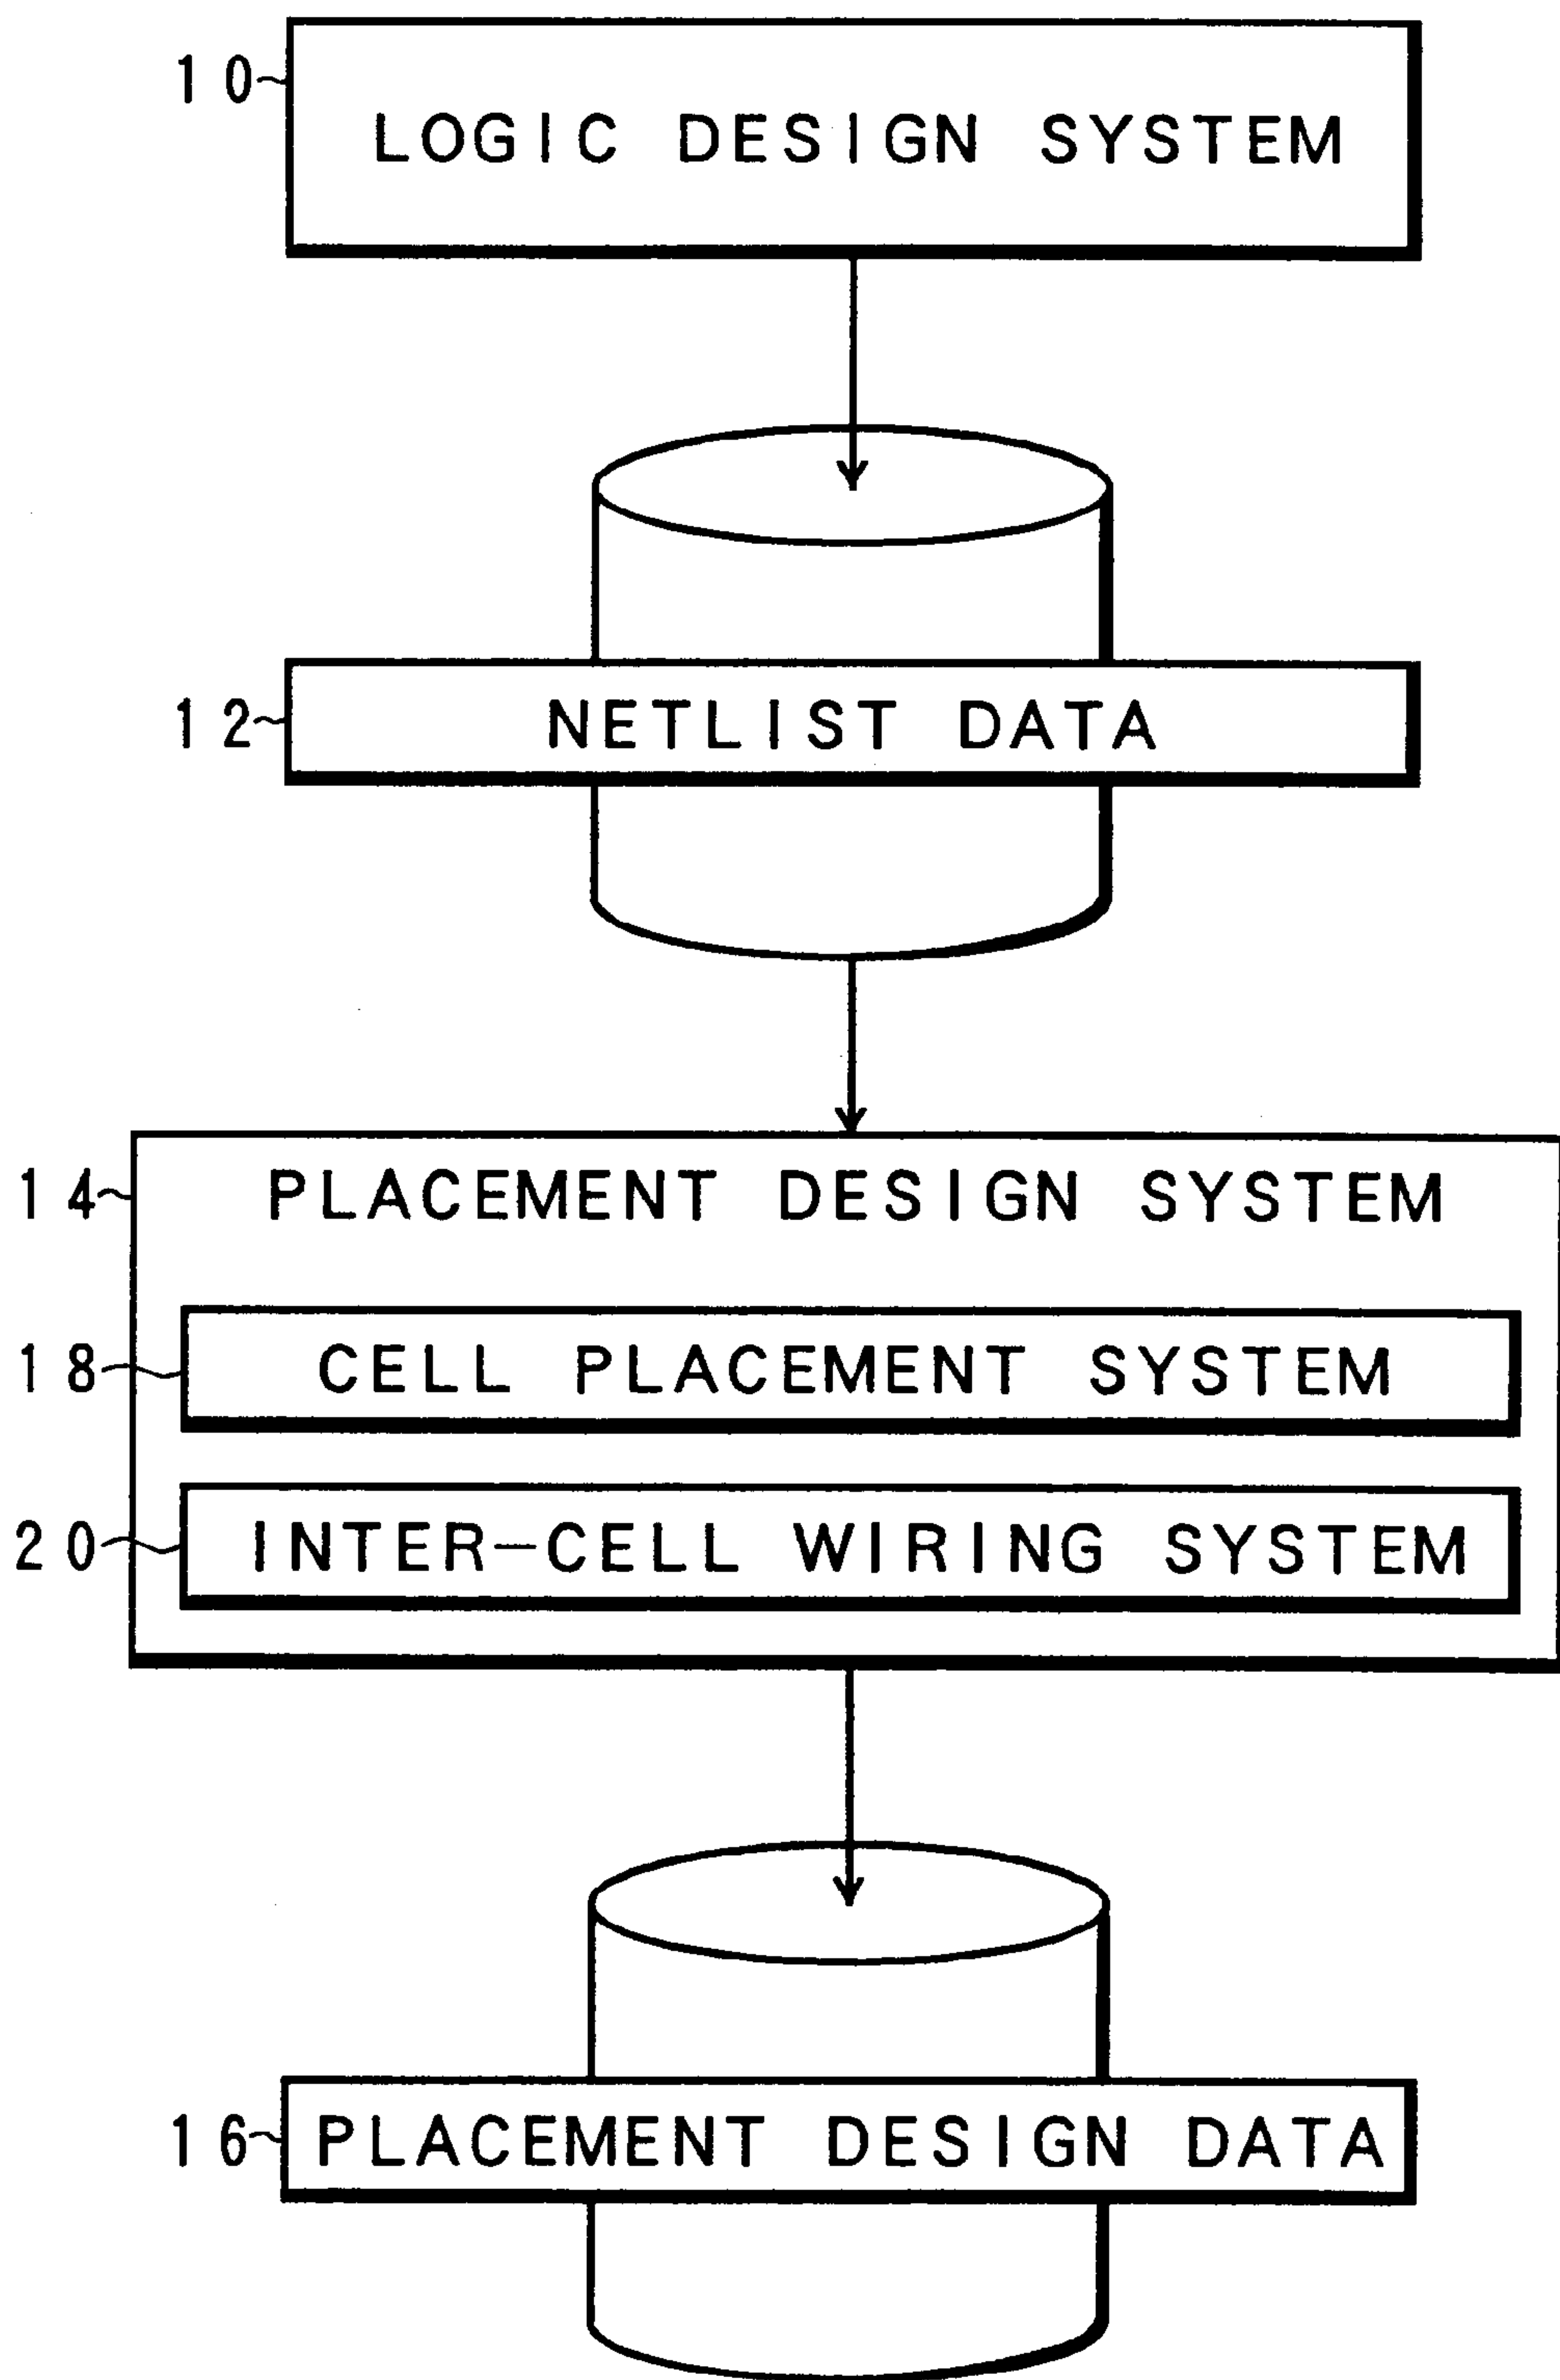 10
LOGIC DESIGN SYSTEM
12
NETLIST DATA
14
PLACEMENT DESIGN SYSTEM
18
CELL PLACEMENT SYSTEM
20
INTER-CELL WIRING SYSTEM
16
PLACEMENT DESIGN DATA